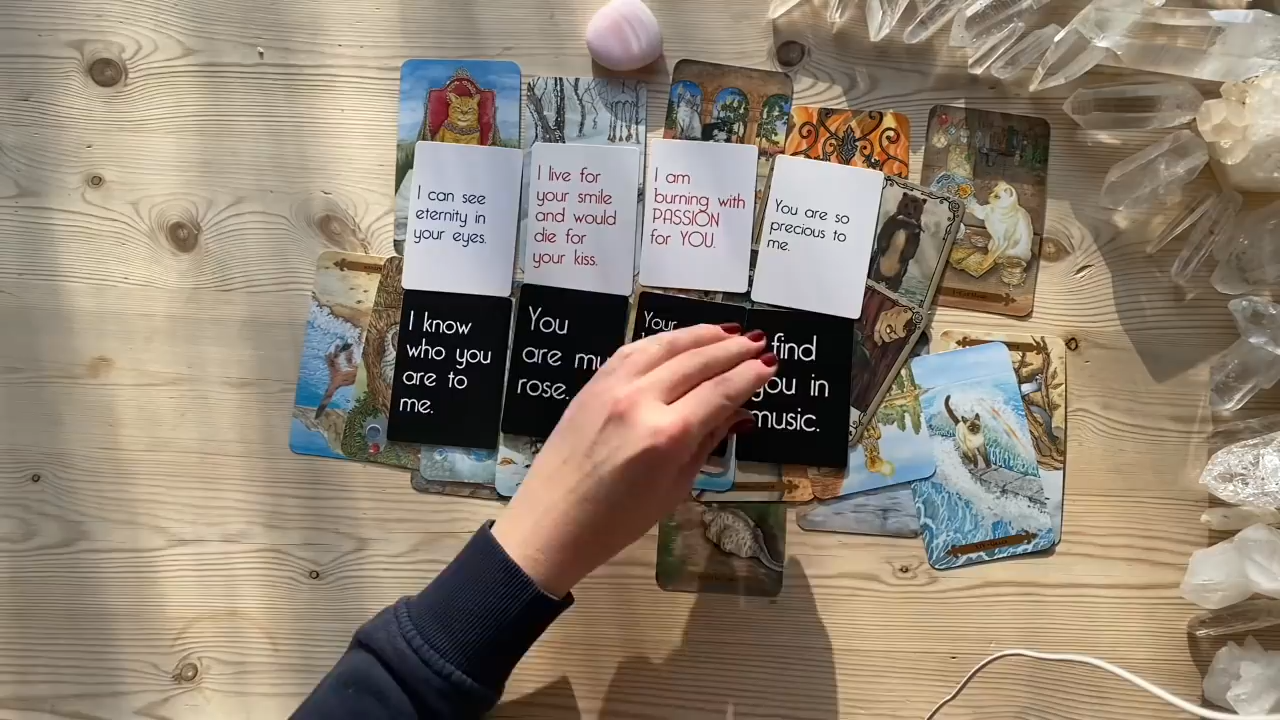 I can see
eternity in
your eyes.
I live for
your smile
and would
die for
your kiss.
I am
burning with
PASSION
for YOU.
You are so
precious to
me.
I know
who you
are to
me.
You
are my
rose.
Your
find
you in
music.